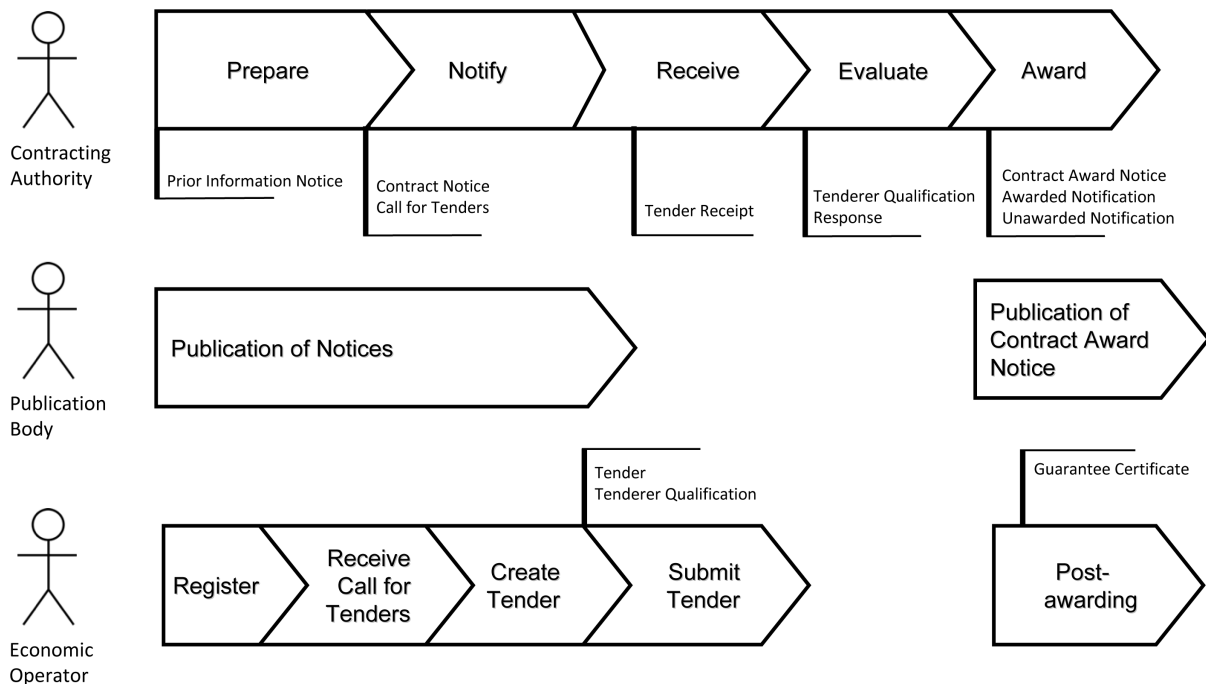 Prepare
Notify
Receive
Evaluate
Award
Contracting
Authority
Prior Information Notice
Contract Notice
Call for Tenders
Tender Receipt
Tenderer Qualification
Response
Contract Award Notice
Awarded Notification
Unawarded Notification
Publication of Notices
Publication of
Contract Award
Notice
Publication
Body
Tender
Tenderer Qualification
Guarantee Certificate
Register
Receive
Call for
Tenders
Create
Tender
Submit
Tender
Post-
awarding
Economic
Operator